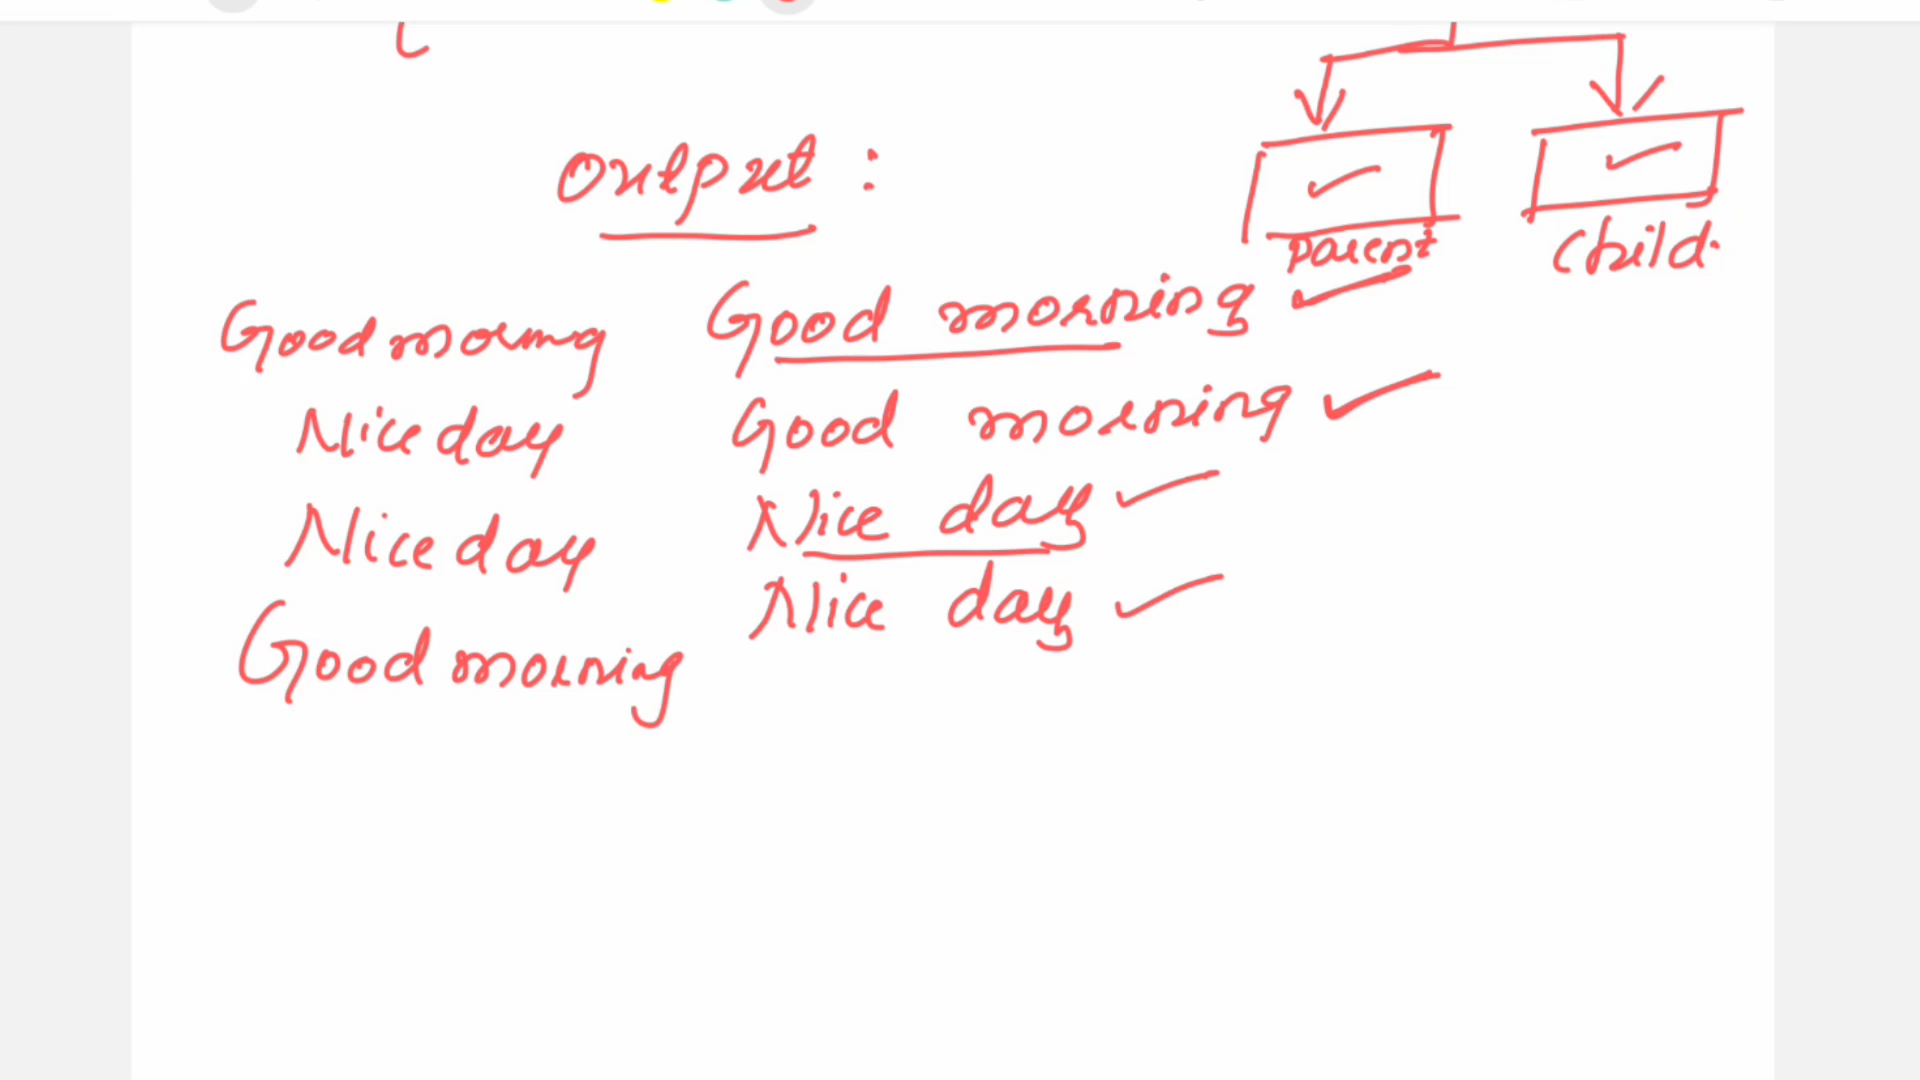 Output :
Parent
Child.
Good morning Good morning
Nice day Good morning
Nice day Nice day
Good morning Nice day